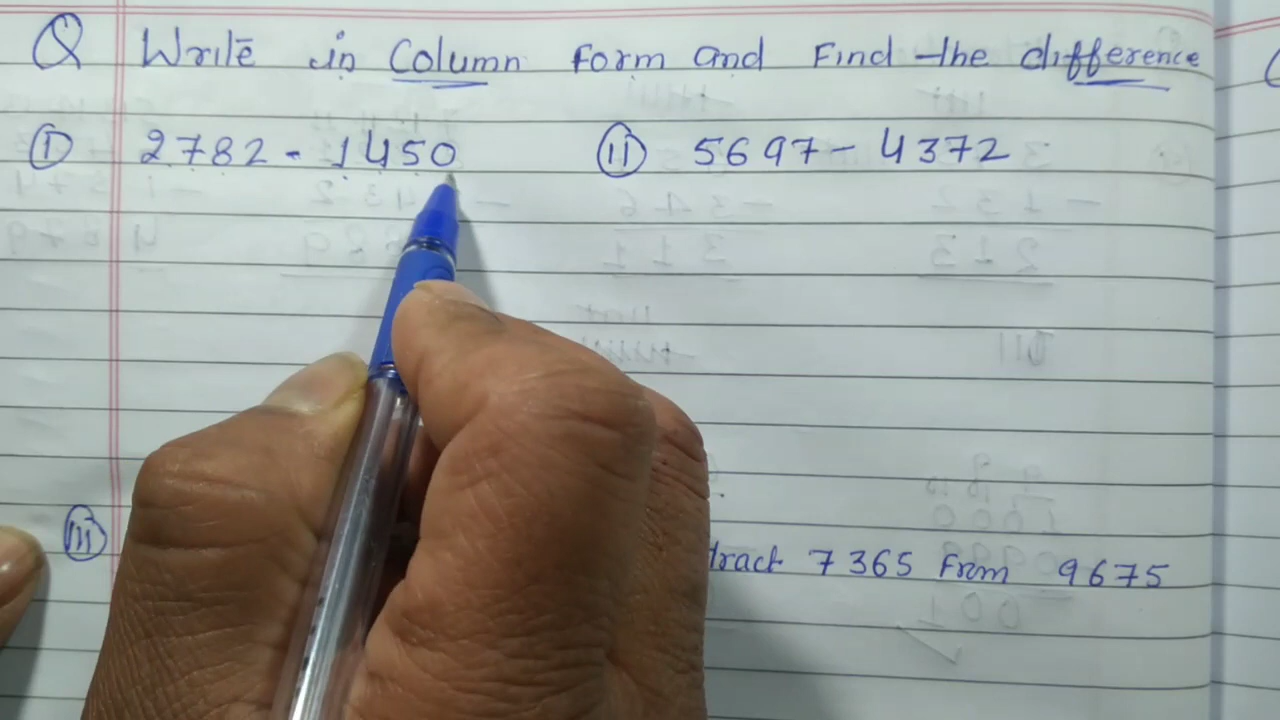 Q Write in Column form and Find the difference
I 2782 - 1450 II 5697 - 4372
III tract 7365 From 9675